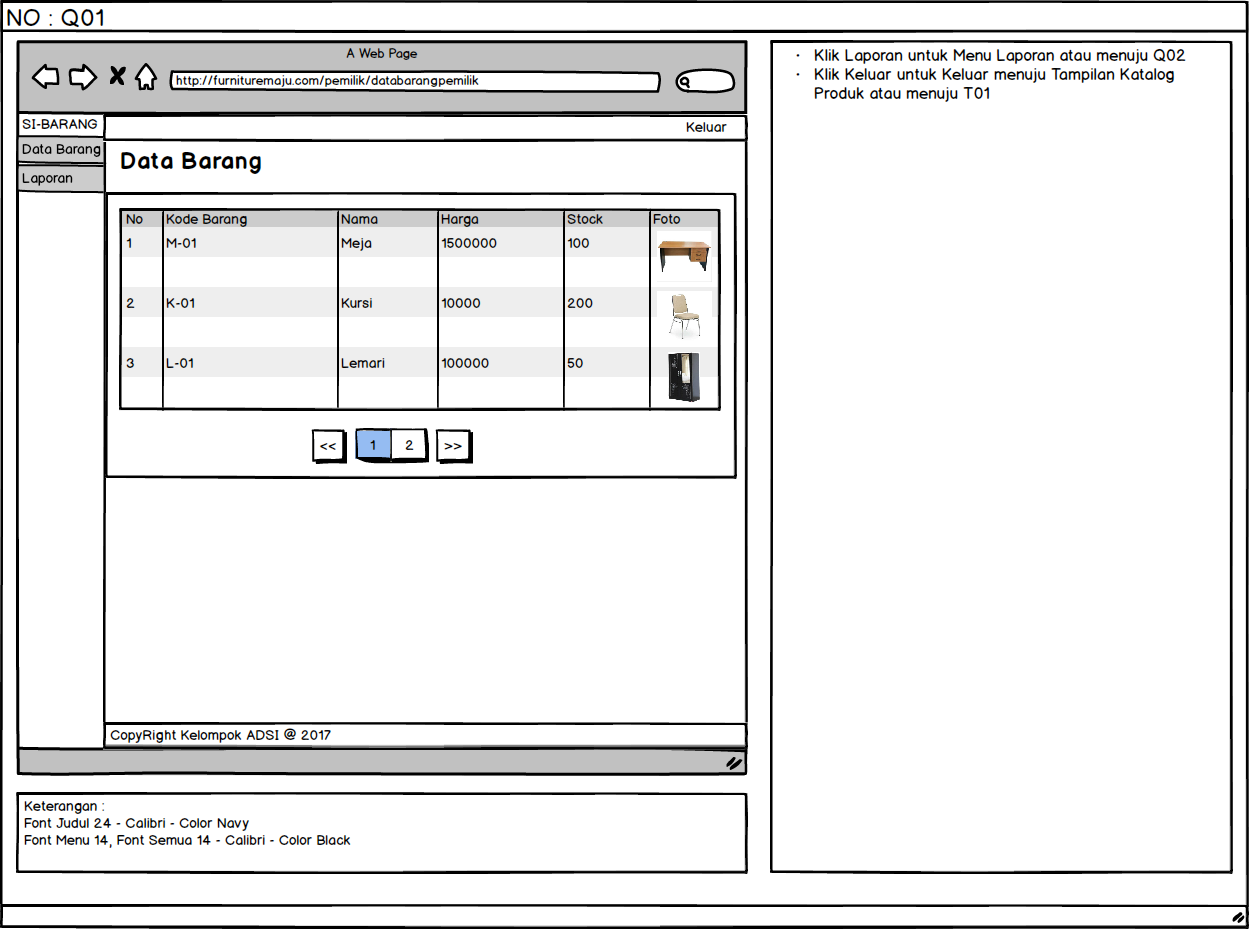 NO : Q01
A Web Page
http://furnituremaju.com/pemilik/databarangpemilik
SI-BARANG
Keluar
Data Barang
Laporan
Data Barang
No Kode Barang Nama Harga Stock Foto
1 M-01 Meja 1500000 100
2 K-01 Kursi 10000 200
3 L-01 Lemari 100000 50
<< 1 2 >>
CopyRight Kelompok ADSI @ 2017
Keterangan :
Font Judul 24 - Calibri - Color Navy
Font Menu 14, Font Semua 14 - Calibri - Color Black
· Klik Laporan untuk Menu Laporan atau menuju Q02
· Klik Keluar untuk Keluar menuju Tampilan Katalog
Produk atau menuju T01